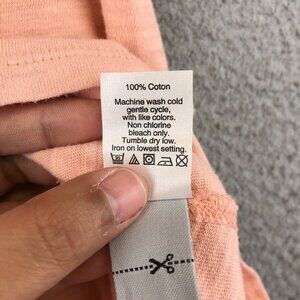 100% Coton
Machine wash cold
gentle cycle,
with like colors.
Non chlorine
bleach only.
Tumble dry low.
Iron on lowest setting.